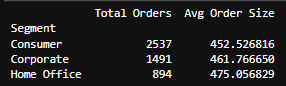 Total Orders Avg Order Size
Segment
Consumer 2537 452.526816
Corporate 1491 461.766650
Home Office 894 475.056829